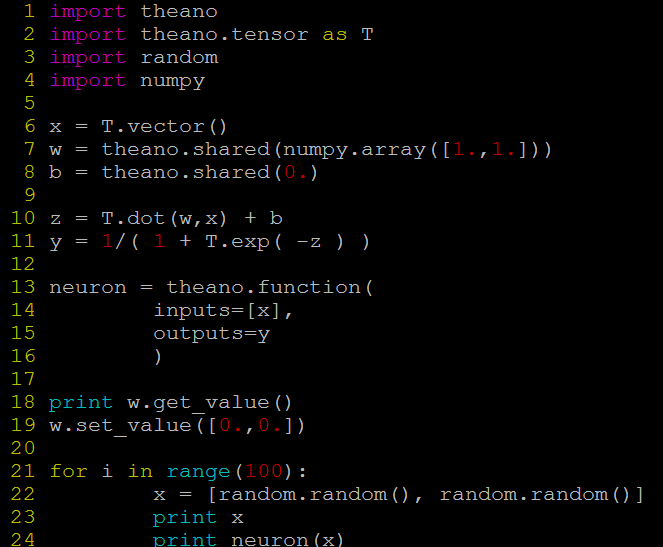 1 import theano
2 import theano.tensor as T
3 import random
4 import numpy
5
6 x = T.vector()
7 w = theano.shared(numpy.array([1.,1.]))
8 b = theano.shared(0.)
9
10 z = T.dot(w,x) + b
11 y = 1/( 1 + T.exp( -z ) )
12
13 neuron = theano.function(
14         inputs=[x],
15         outputs=y
16         )
17
18 print w.get_value()
19 w.set_value([0.,0.])
20
21 for i in range(100):
22         x = [random.random(), random.random()]
23         print x
24         print neuron(x)